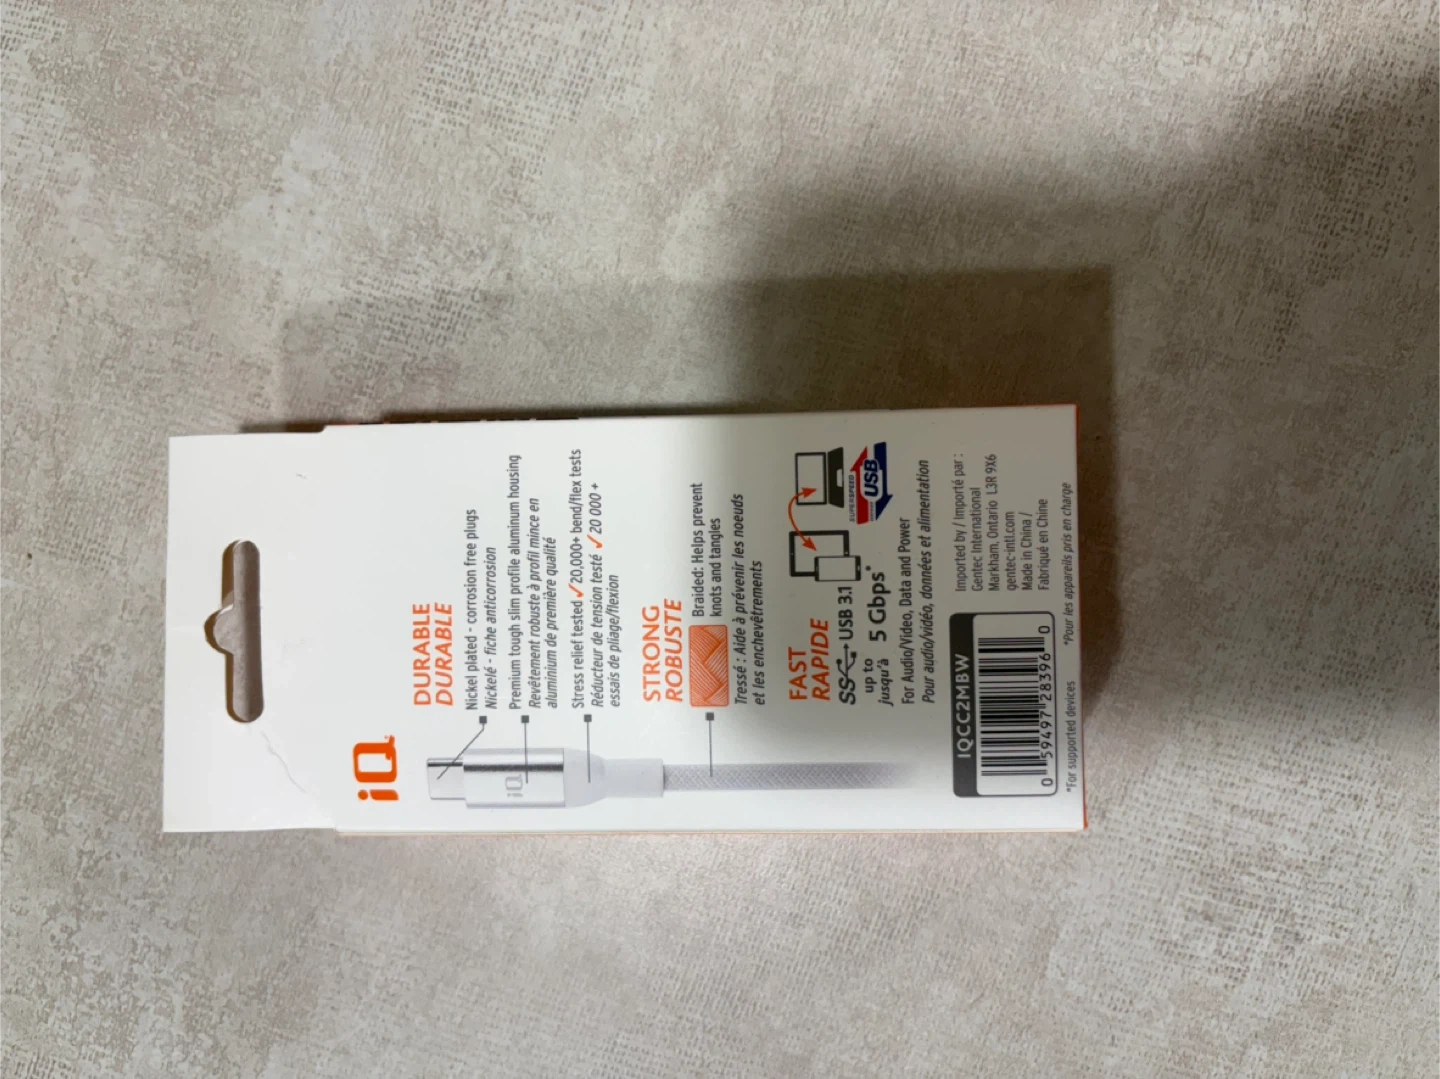 iQ
DURABLE
DURABLE
Nickel plated - corrosion free plugs
Nickelé - fiche anticorrosion
Premium tough slim profile aluminum housing
Revêtement robuste à profil mince en
aluminium de première qualité
Stress relief tested ✓20,000+ bend/flex tests
Réducteur de tension testé ✓20 000 +
essais de pliage/flexion
iQ
STRONG
ROBUSTE
Braided: Helps prevent
knots and tangles
Tressé : Aide à prévenir les noeuds
et les enchevêtrements
FAST
RAPIDE
SS USB 3.1
up to
jusqu'à
5 Gbps*
SUPERSPEED
USB
For Audio/Video, Data and Power
Pour audio/vidéo, données et alimentation
IQCC2MBW
0 59497 28396 0
Imported by / Importé par :
Gentec International
Markham, Ontario L3R 9X6
gentec-intl.com
Made in China /
Fabriqué en Chine
*For supported devices
*Pour les appareils pris en charge